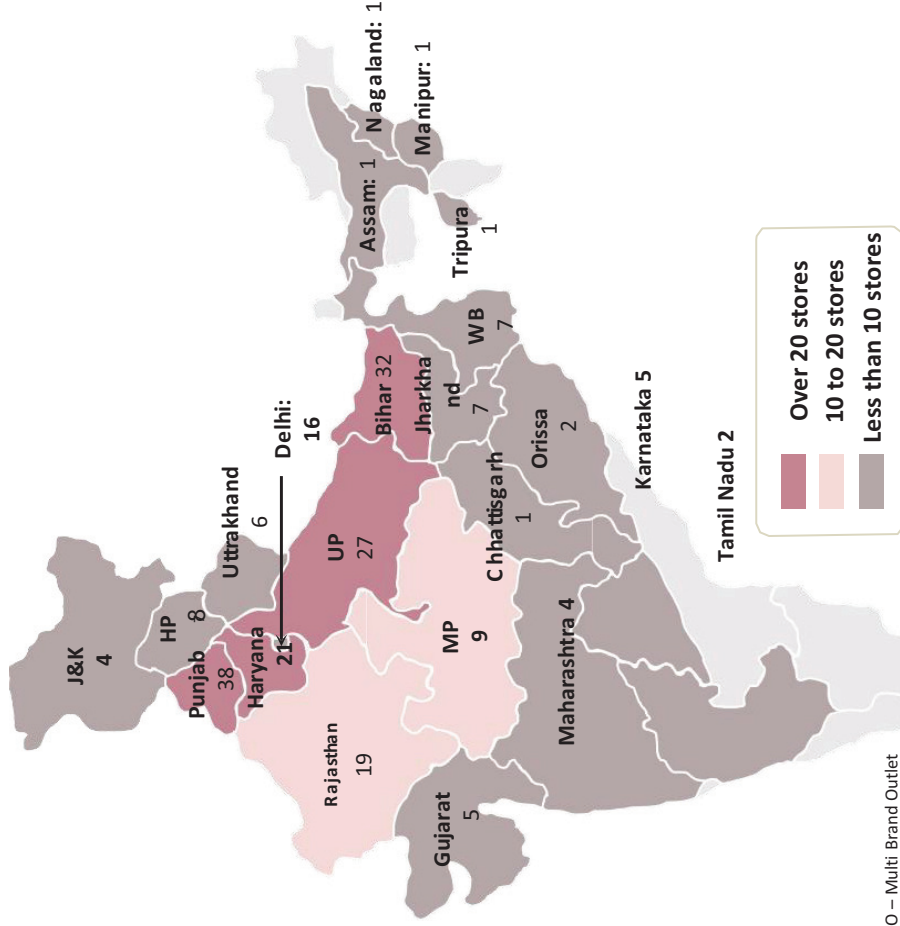 J&K
4
HP
8
Punjab
38
Uttrakhand
6
Haryana
21
Delhi:
16
Rajasthan
19
UP
27
Bihar 32
Jharkha
nd
7
WB
7
Assam: 1
Nagaland: 1
Manipur: 1
Tripura
1
Gujarat
5
MP
9
Chhattisgarh
1
Orissa
2
Maharashtra 4
Karnataka 5
Tamil Nadu 2
Over 20 stores
10 to 20 stores
Less than 10 stores
O – Multi Brand Outlet